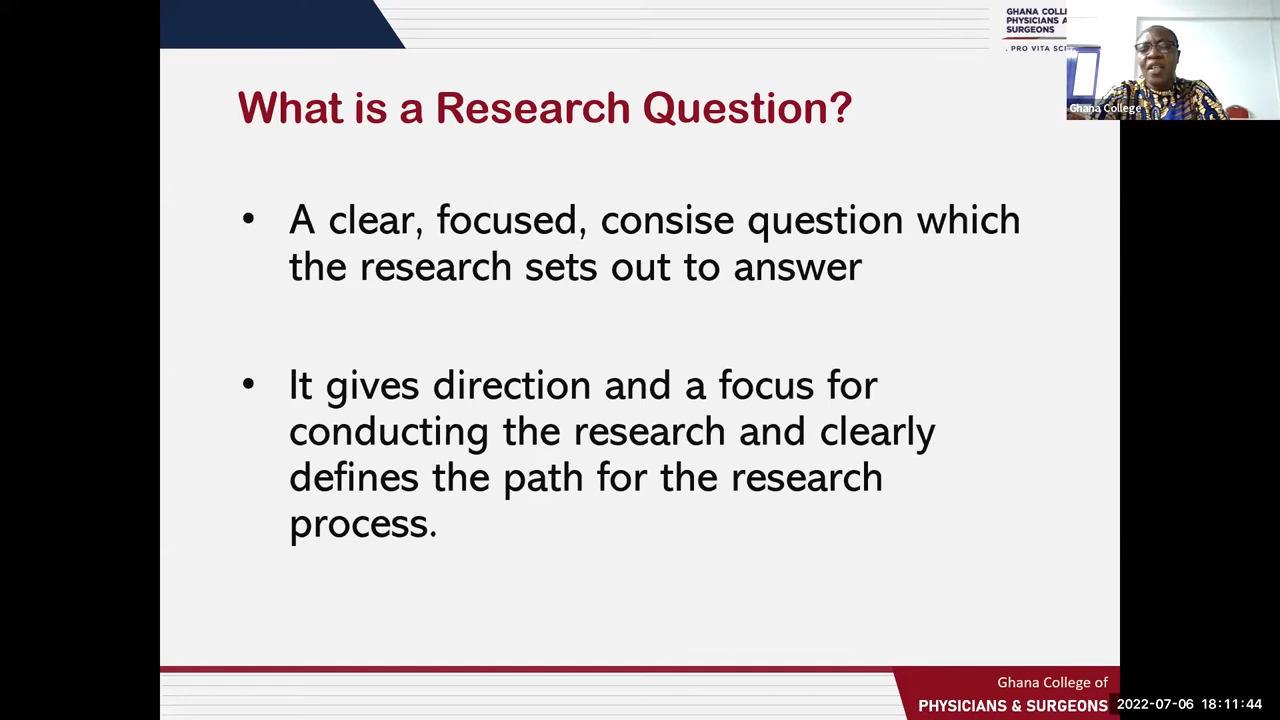 GHANA COLL
PHYSICIANS &
SURGEONS
. PRO VITA SCI
Ghana College
What is a Research Question?
• A clear, focused, consise question which
the research sets out to answer
• It gives direction and a focus for
conducting the research and clearly
defines the path for the research
process.
Ghana College of
PHYSICIANS & SURGEONS
2022-07-06 18:11:44